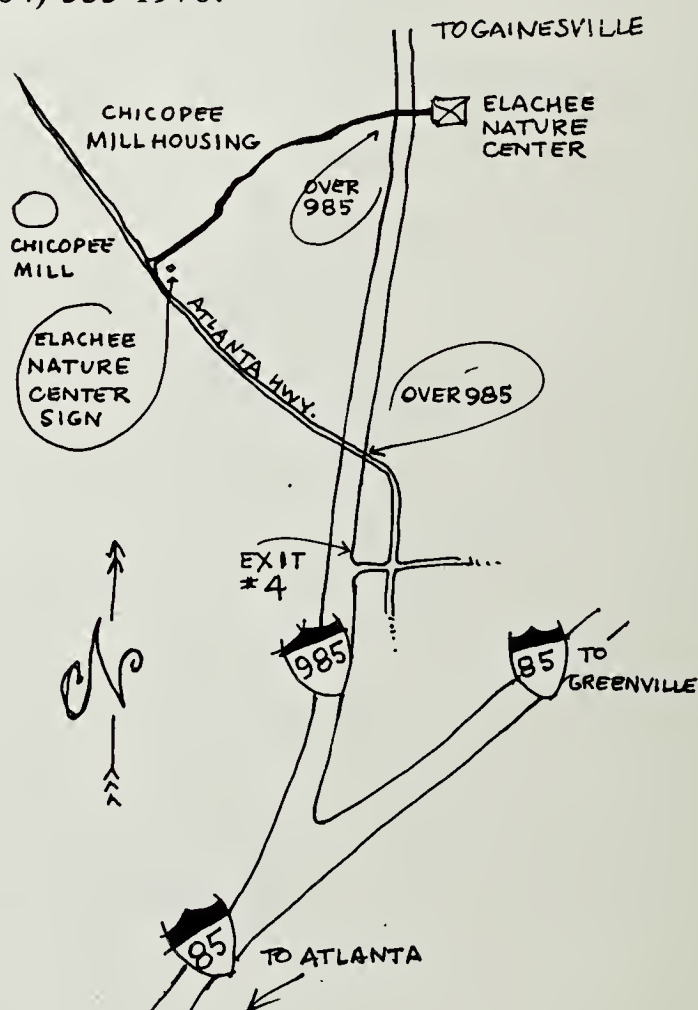 TO GAINESVILLE
CHICOPEE
MILL HOUSING
ELACHEE
NATURE
CENTER
OVER
985
CHICOPEE
MILL
ELACHEE
NATURE
CENTER
SIGN
ATLANTA HWY.
OVER 985
EXIT
#4
985
85
TO
GREENVILLE
N
85
TO ATLANTA